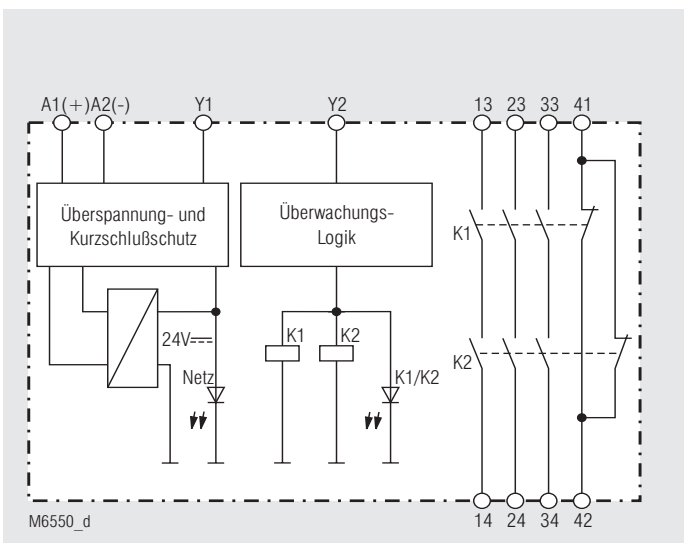 A1(+)A2(-) Y1 Y2 13 23 33 41
Überspannung- und
Kurzschlußschutz
Überwachungs-
Logik
K1
24V
K1 K2
Netz
K1/K2
K2
14 24 34 42
M6550_d